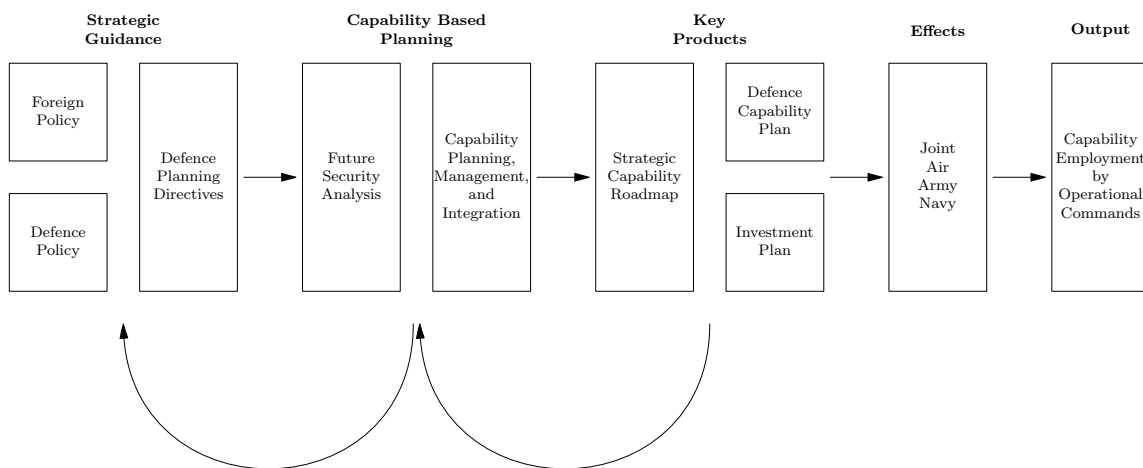 Strategic
Guidance
Capability Based
Planning
Key
Products
Effects
Output
Foreign
Policy
Defence
Policy
Defence
Planning
Directives
Future
Security
Analysis
Capability
Planning,
Management,
and
Integration
Strategic
Capability
Roadmap
Defence
Capability
Plan
Investment
Plan
Joint
Air
Army
Navy
Capability
Employment
by
Operational
Commands